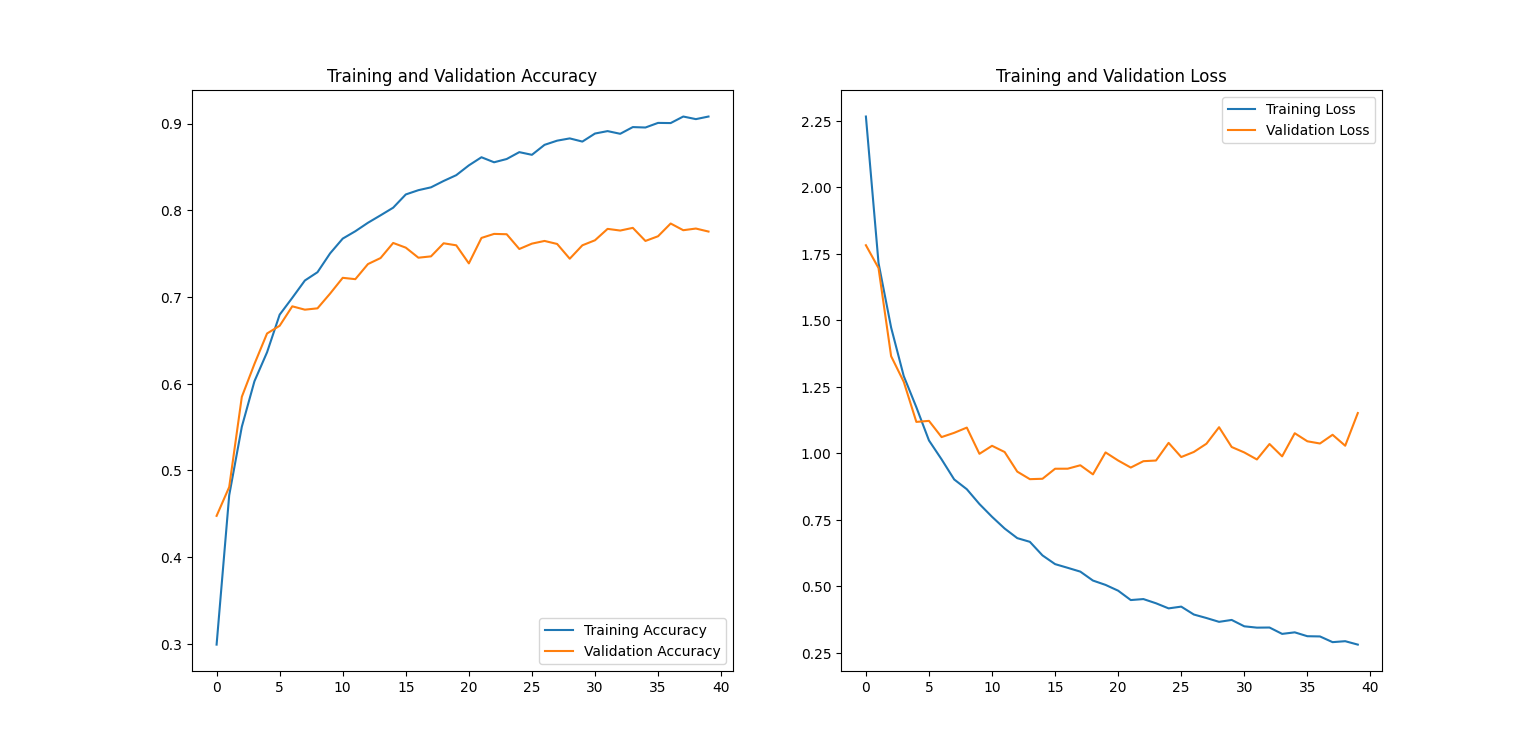 Training and Validation Accuracy
0.9
0.8
0.7
0.6
0.5
0.4
0.3
0 5 10 15 20 25 30 35 40
Training Accuracy
Validation Accuracy
Training and Validation Loss
2.25
2.00
1.75
1.50
1.25
1.00
0.75
0.50
0.25
0 5 10 15 20 25 30 35 40
Training Loss
Validation Loss